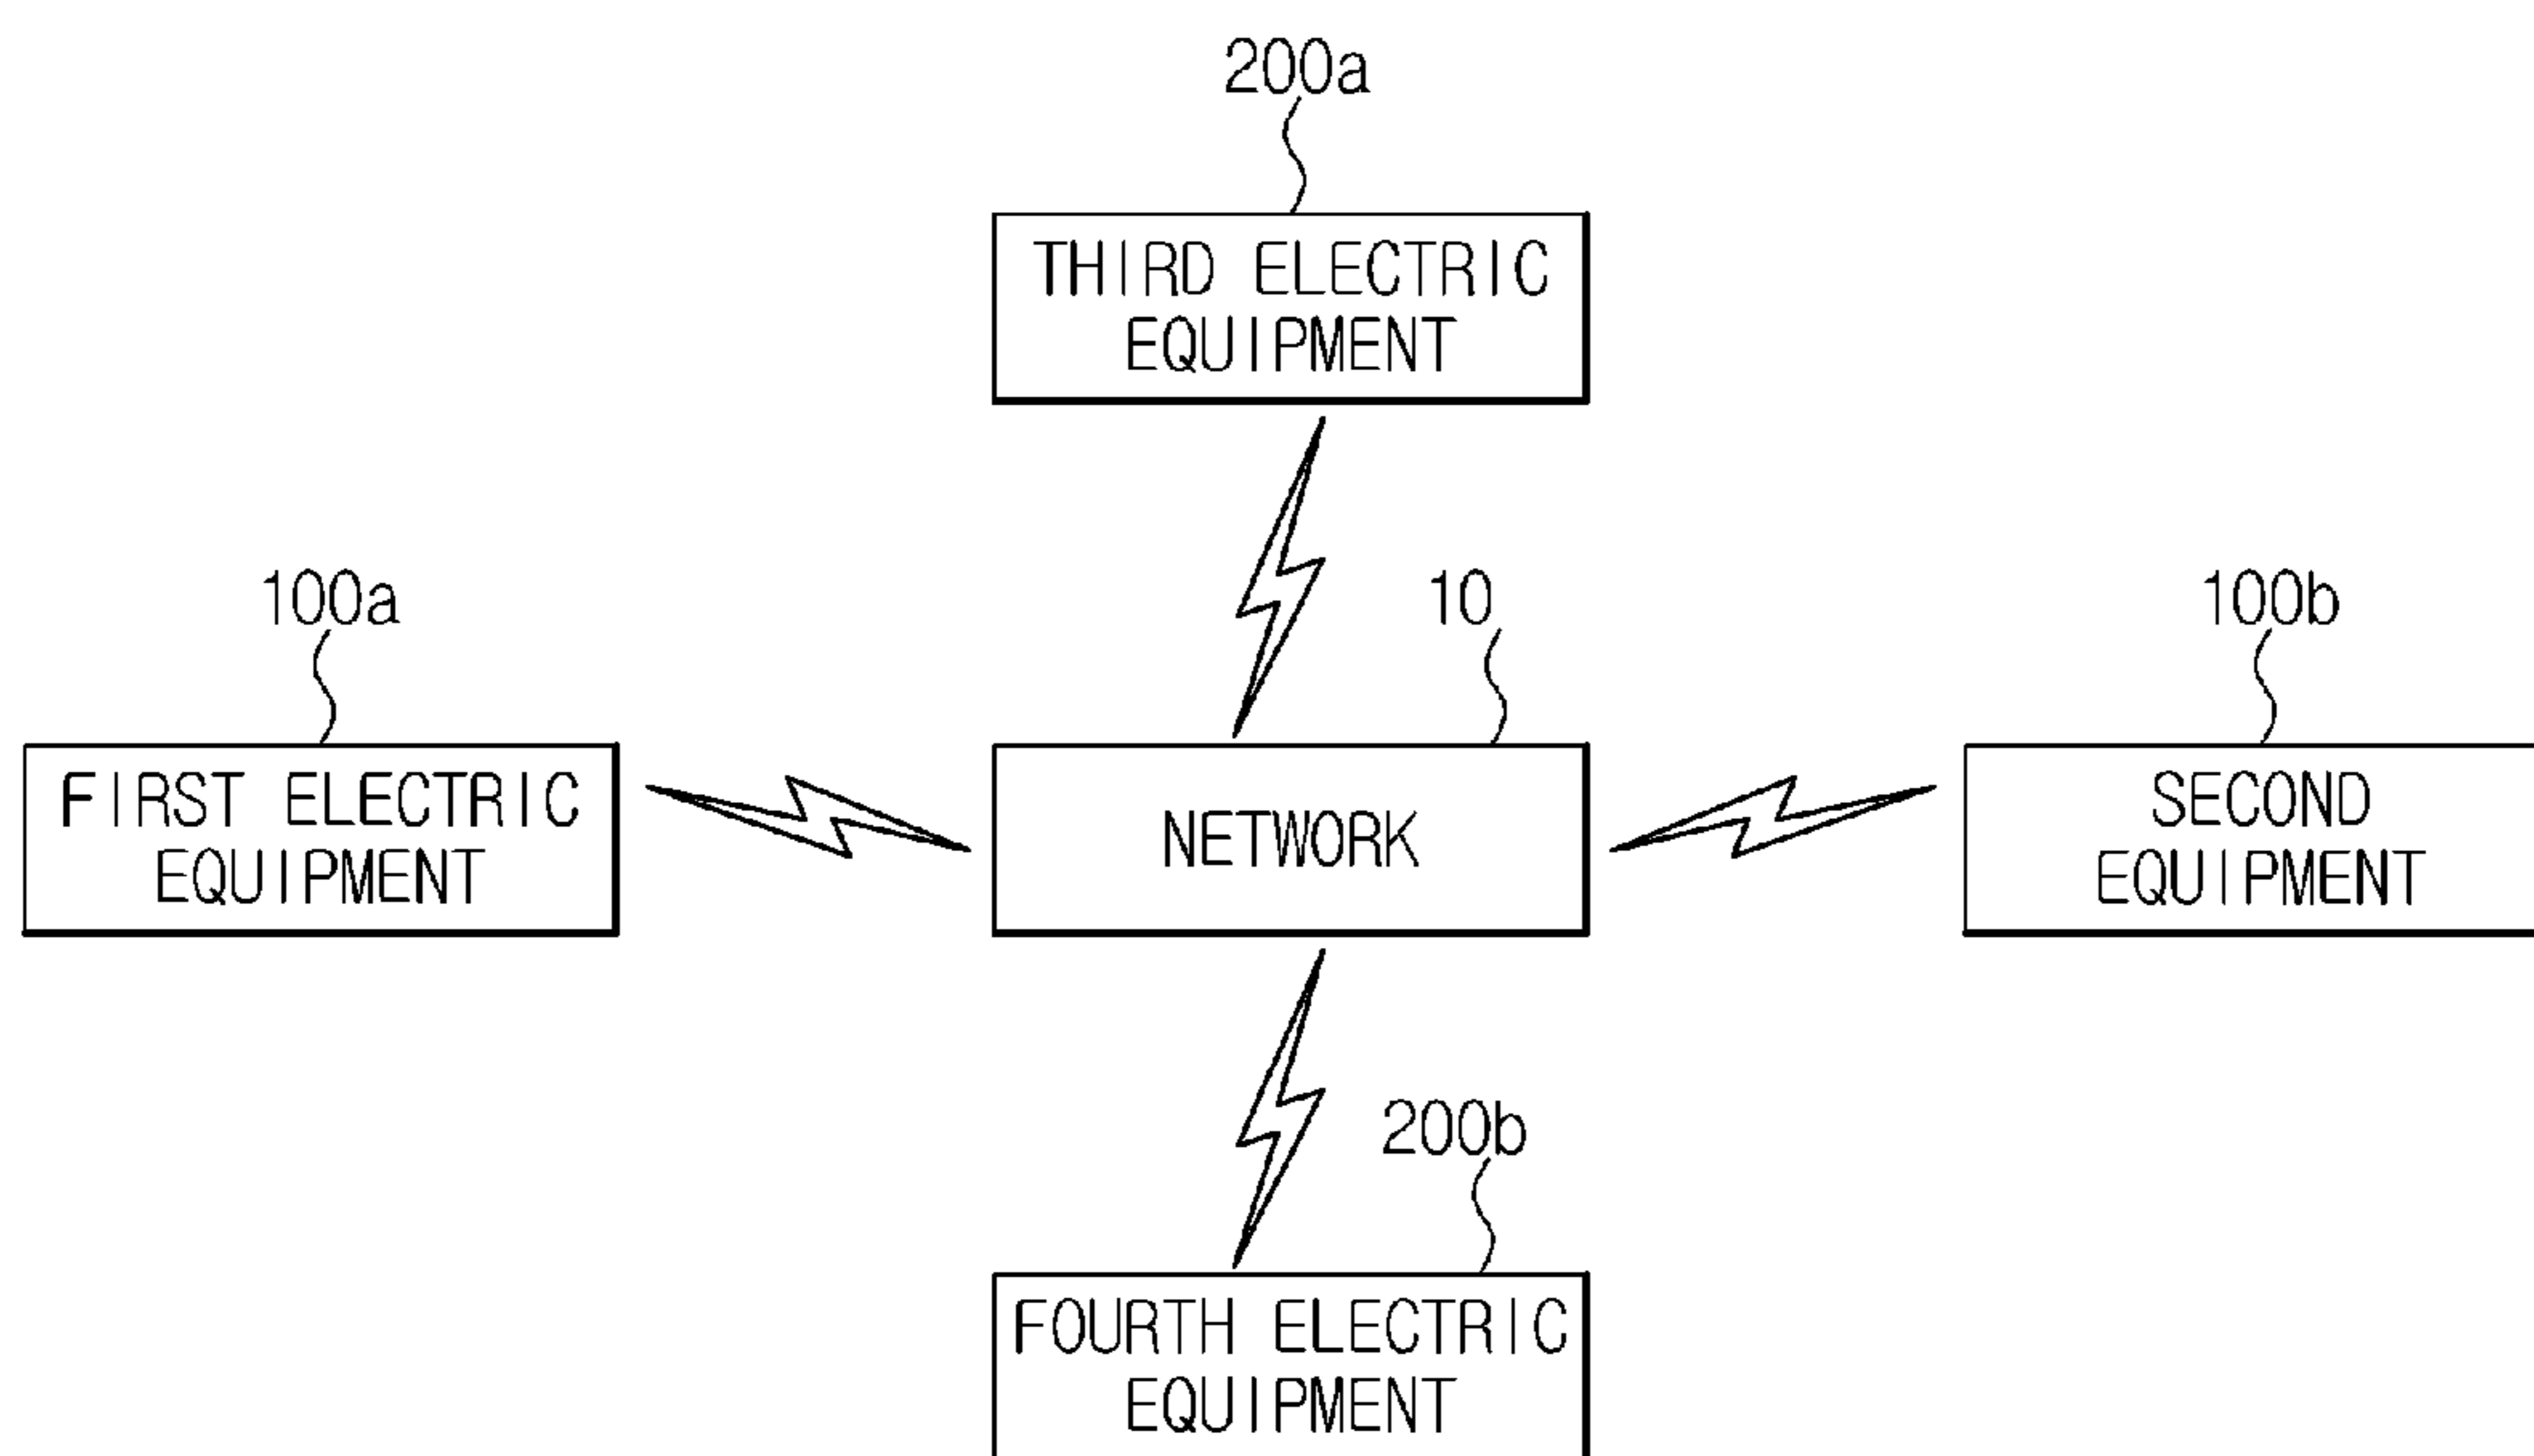 200a
THIRD ELECTRIC
EQUIPMENT
100a
10
100b
FIRST ELECTRIC
EQUIPMENT
NETWORK
SECOND
EQUIPMENT
200b
FOURTH ELECTRIC
EQUIPMENT